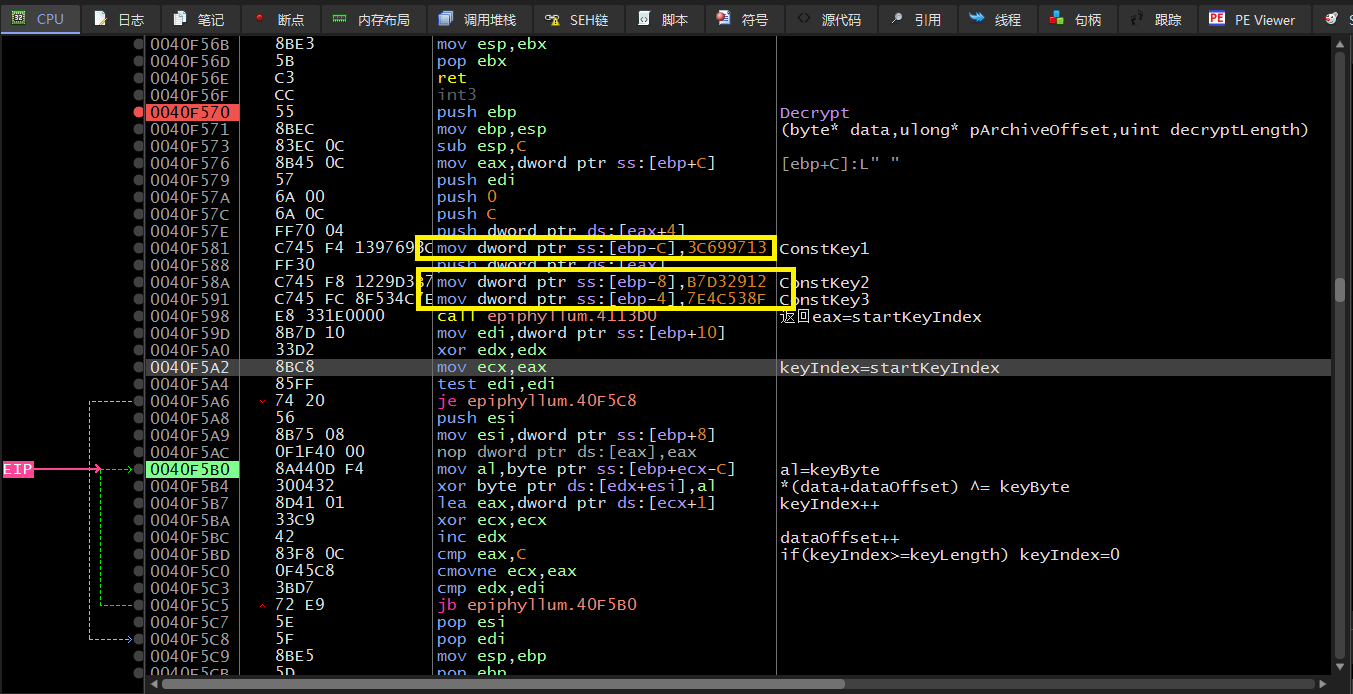 CPU 日志 笔记 断点 内存布局 调用堆栈 SEH链 脚本 符号 源代码 引用 线程 句柄 跟踪 PE Viewer
0040F56B 8BE3 mov esp,ebx
0040F56D 5B pop ebx
0040F56E C3 ret
0040F56F CC int3
0040F570 55 push ebp Decrypt
0040F571 8BEC mov ebp,esp (byte* data,ulong* pArchiveOffset,uint decryptLength)
0040F573 83EC 0C sub esp,C
0040F576 8B45 0C mov eax,dword ptr ss:[ebp+C] [ebp+C]:L" "
0040F579 57 push edi
0040F57A 6A 00 push 0
0040F57C 6A 0C push C
0040F57E FF70 04 push dword ptr ds:[eax+4]
0040F581 C745 F4 1397693C mov dword ptr ss:[ebp-C],3C699713 ConstKey1
0040F588 FF30 push dword ptr ds:[eax]
0040F58A C745 F8 1229D3B7 mov dword ptr ss:[ebp-8],B7D32912 ConstKey2
0040F591 C745 FC 8F534C7E mov dword ptr ss:[ebp-4],7E4C538F ConstKey3
0040F598 E8 331E0000 call epiphyllum.4113D0 返回eax=startKeyIndex
0040F59D 8B7D 10 mov edi,dword ptr ss:[ebp+10]
0040F5A0 33D2 xor edx,edx
0040F5A2 8BC8 mov ecx,eax keyIndex=startKeyIndex
0040F5A4 85FF test edi,edi
0040F5A6 74 20 je epiphyllum.40F5C8
0040F5A8 56 push esi
0040F5A9 8B75 08 mov esi,dword ptr ss:[ebp+8]
0040F5AC 0F1F40 00 nop dword ptr ds:[eax],eax
EIP 0040F5B0 8A440D F4 mov al,byte ptr ss:[ebp+ecx-C] al=keyByte
0040F5B4 300432 xor byte ptr ds:[edx+esi],al *(data+dataOffset) ^= keyByte
0040F5B7 8D41 01 lea eax,dword ptr ds:[ecx+1] keyIndex++
0040F5BA 33C9 xor ecx,ecx
0040F5BC 42 inc edx dataOffset++
0040F5BD 83F8 0C cmp eax,C if(keyIndex>=keyLength) keyIndex=0
0040F5C0 0F45C8 cmovne ecx,eax
0040F5C3 3BD7 cmp edx,edi
0040F5C5 72 E9 jb epiphyllum.40F5B0
0040F5C7 5E pop esi
0040F5C8 5F pop edi
0040F5C9 8BE5 mov esp,ebp
0040F5CB 5D pop ebp